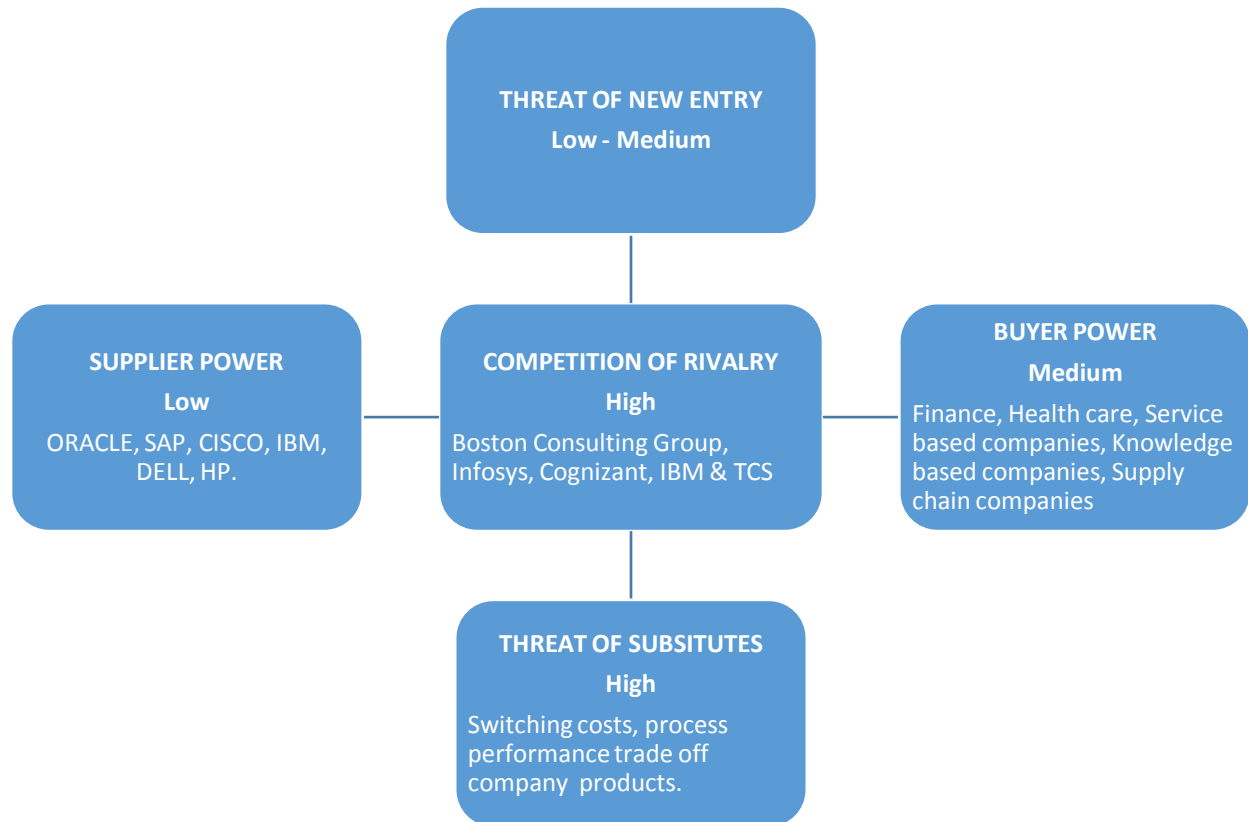 THREAT OF NEW ENTRY
Low - Medium
SUPPLIER POWER
Low
ORACLE, SAP, CISCO, IBM,
DELL, HP.
COMPETITION OF RIVALRY
High
Boston Consulting Group,
Infosys, Cognizant, IBM & TCS
BUYER POWER
Medium
Finance, Health care, Service
based companies, Knowledge
based companies, Supply
chain companies
THREAT OF SUBSITUTES
High
Switching costs, process
performance trade off
company products.